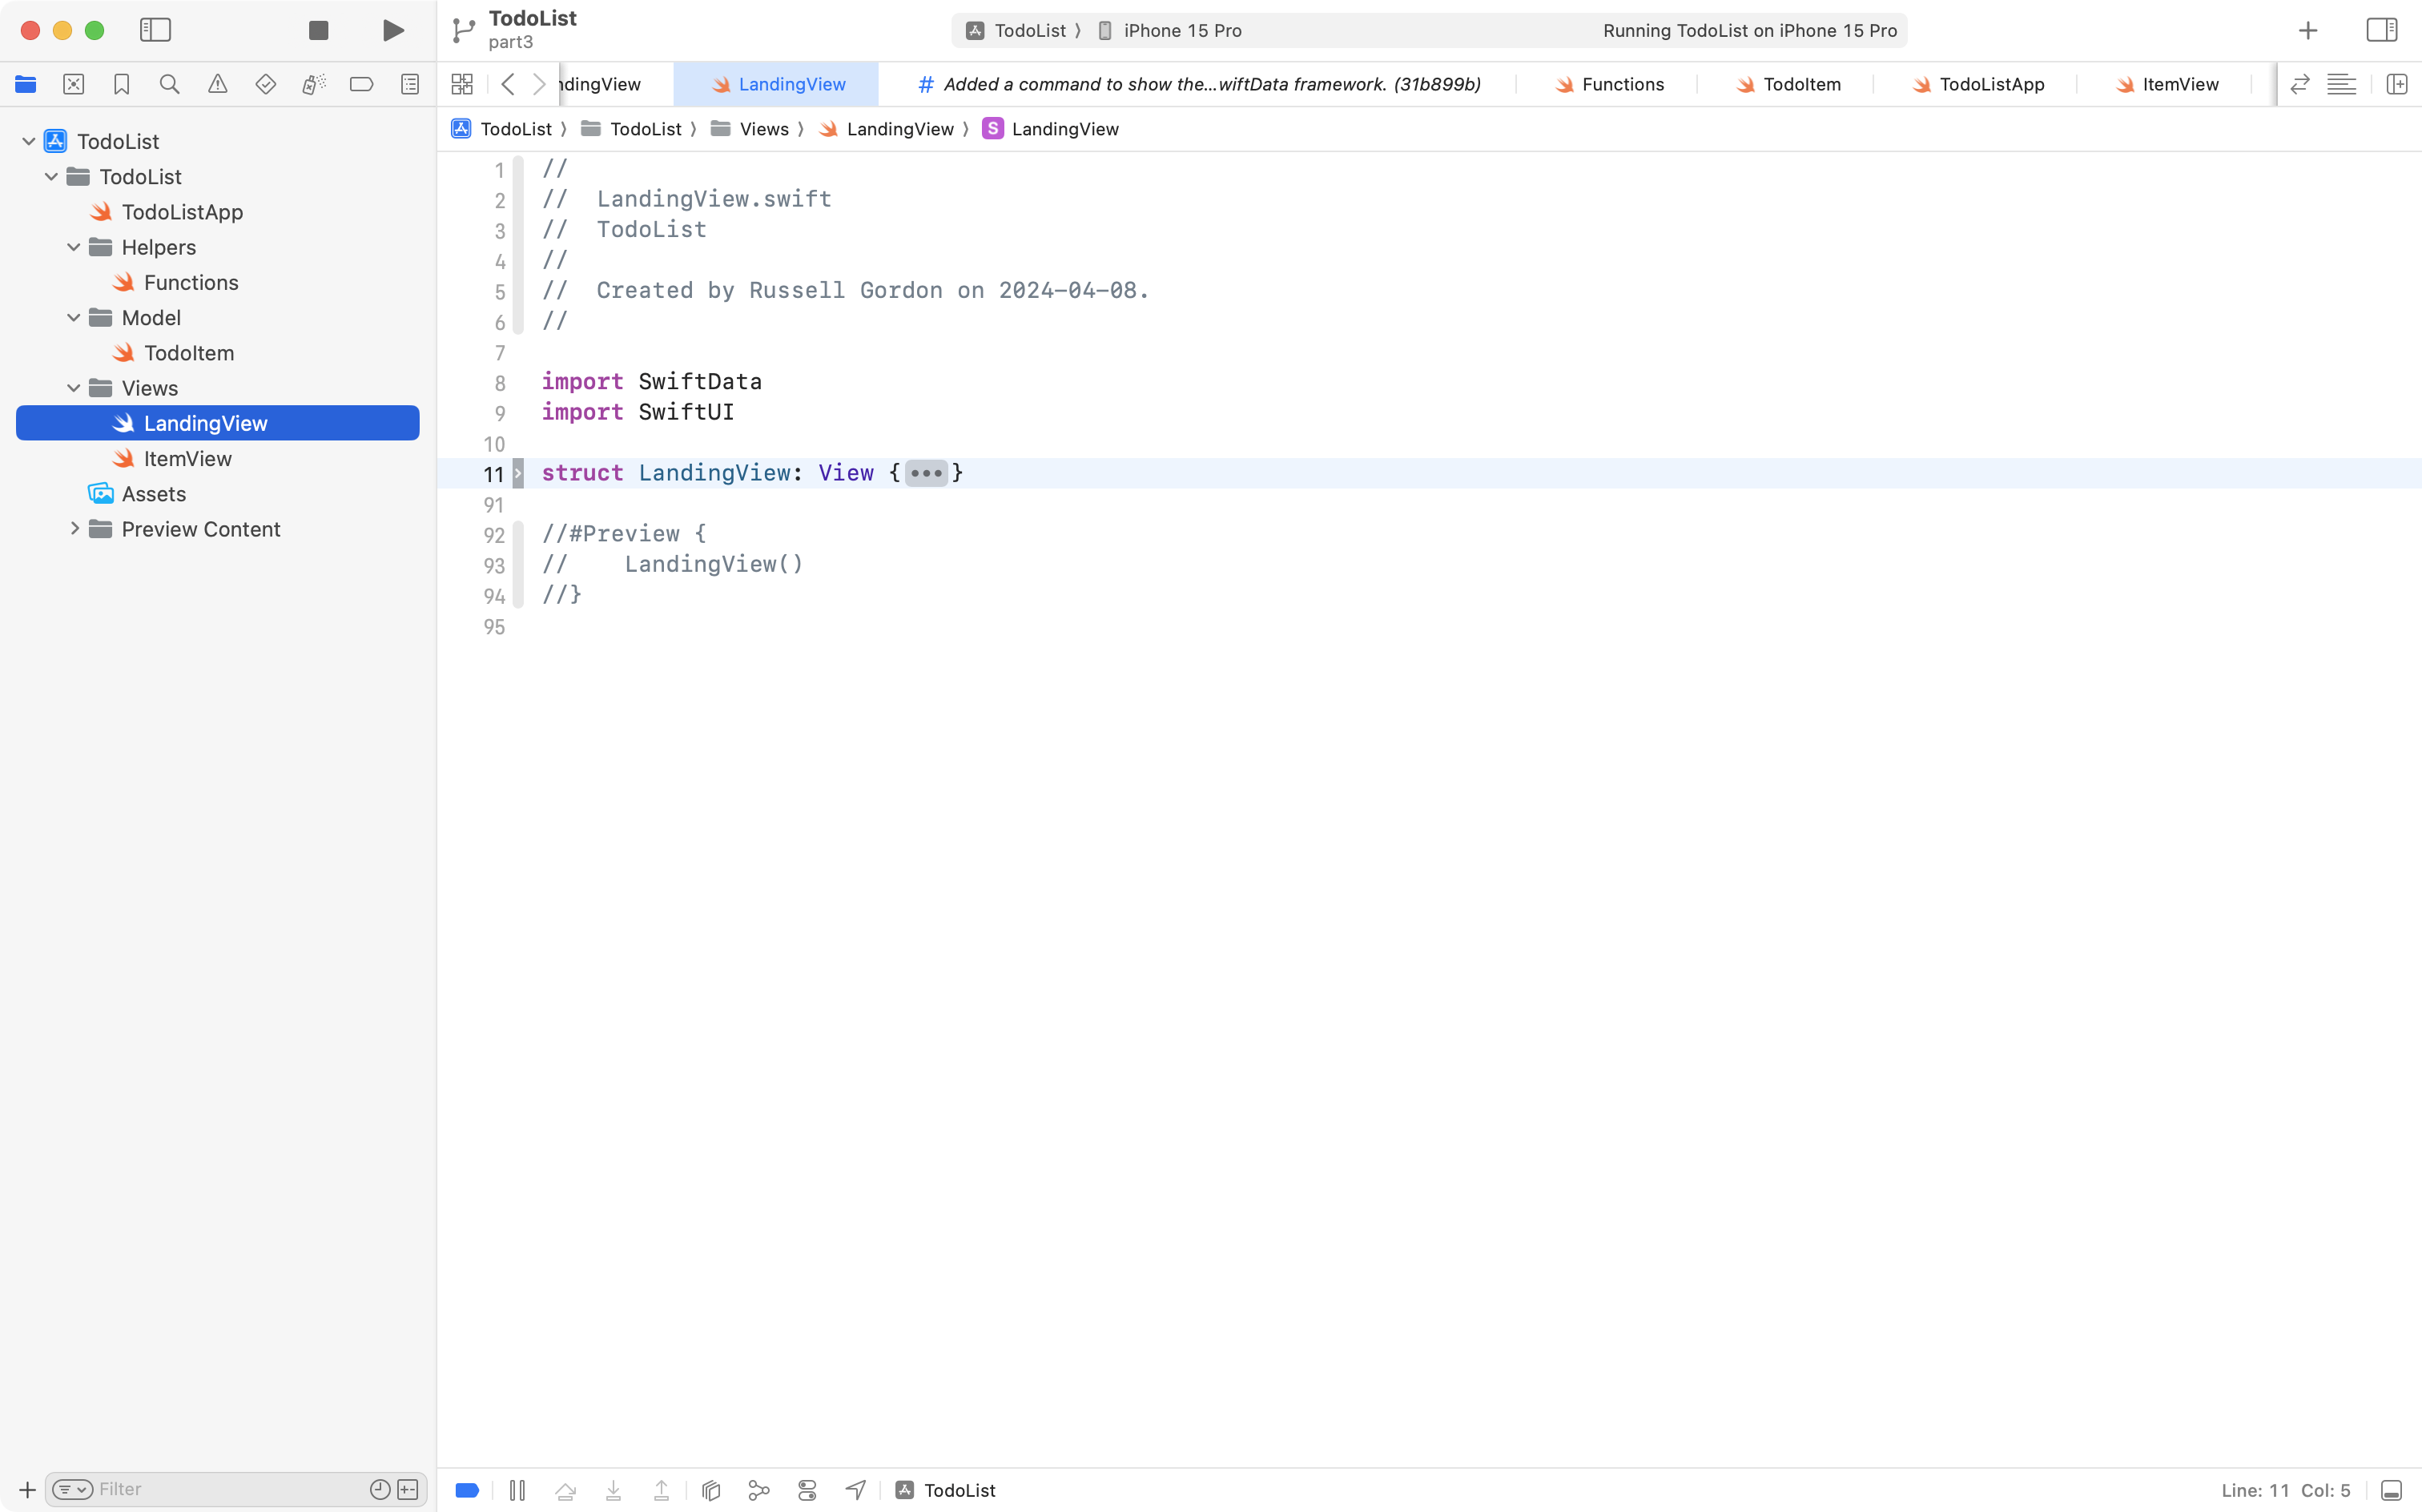 TodoList
part3
TodoList
iPhone 15 Pro
Running TodoList on iPhone 15 Pro
ndingView
LandingView
# Added a command to show the...wiftData framework. (31b899b)
Functions
TodoItem
TodoListApp
ItemView
TodoList
TodoList
Views
LandingView
S LandingView
TodoList
TodoList
TodoListApp
Helpers
Functions
Model
TodoItem
Views
LandingView
ItemView
Assets
Preview Content
1 //
2 //  LandingView.swift
3 //  TodoList
4 //
5 //  Created by Russell Gordon on 2024-04-08.
6 //
7
8 import SwiftData
9 import SwiftUI
10
11 struct LandingView: View {•••}
91
92 //#Preview {
93 //    LandingView()
94 //}
95
Filter
TodoList
Line: 11 Col: 5